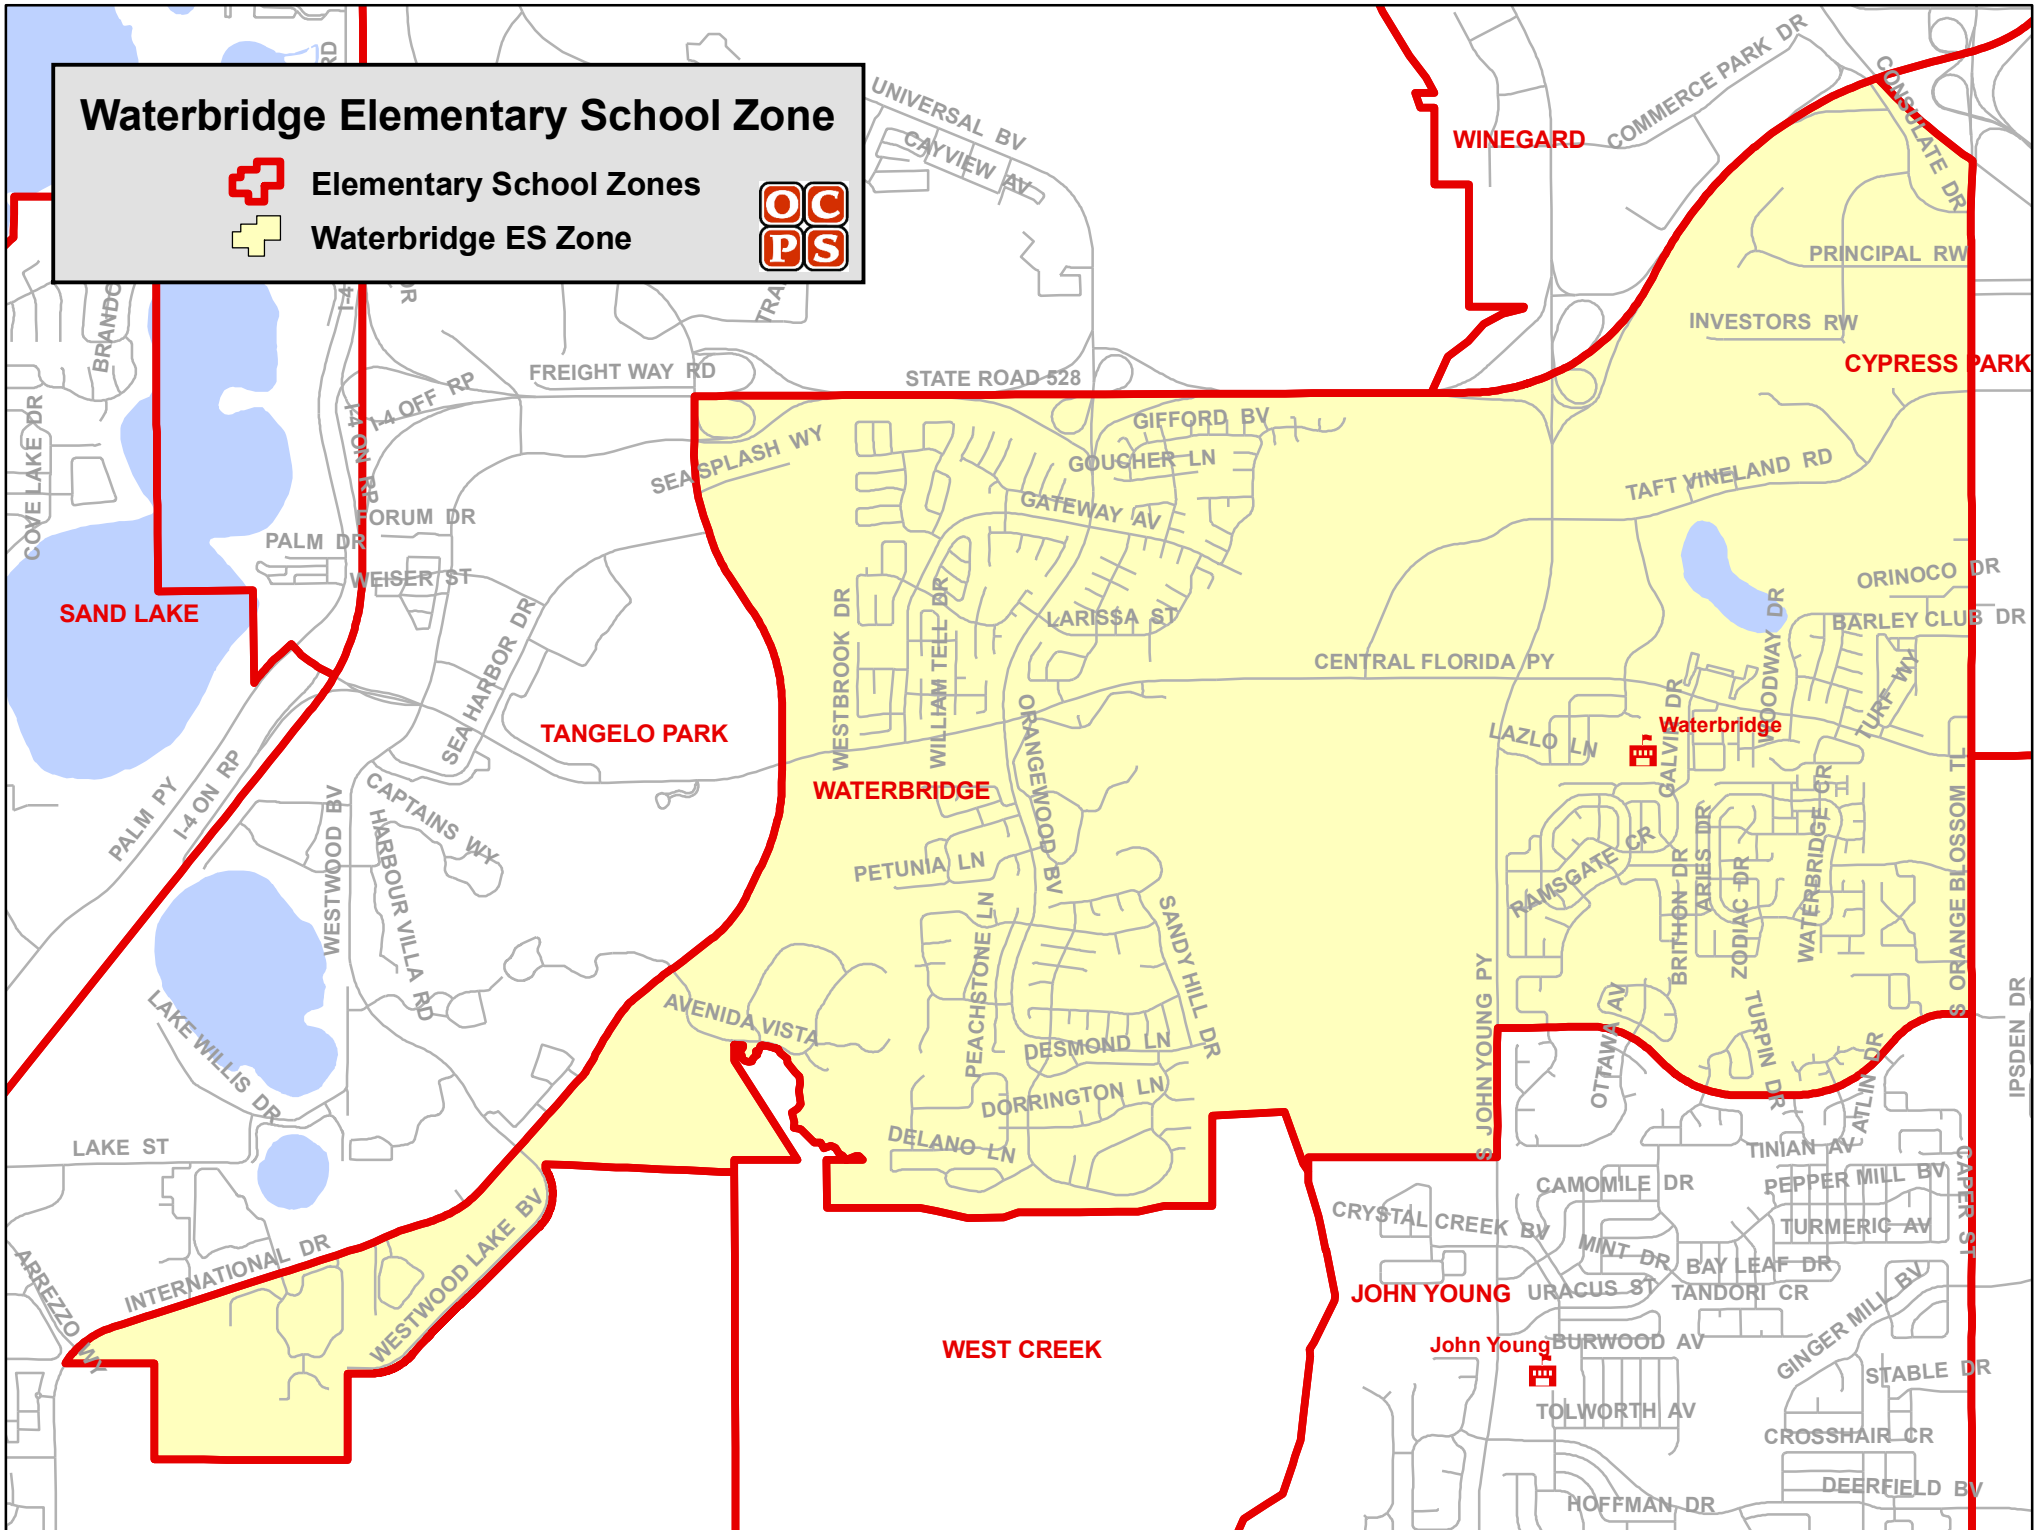 Waterbridge Elementary School Zone
Elementary School Zones
Waterbridge ES Zone
O C
P S
RD
UNIVERSAL BV
CAYVIEW AV
COMMERCE PARK DR
CONSULATE DR
WINEGARD
PRINCIPAL RW
INVESTORS RW
CYPRESS PARK
I-4
DR
TRA
BRANDO
FREIGHT WAY RD
STATE ROAD 528
I-4 OFF RP
I-4 ON RP
COVE LAKE DR
GIFFORD BV
SEA SPLASH WY
GOUCHER LN
TAFT VINELAND RD
GATEWAY AV
FORUM DR
PALM DR
WEISER ST
ORINOCO DR
SAND LAKE
LARISSA ST
BARLEY CLUB DR
WESTBROOK DR
WILLIAM TELL DR
SEA HARBOR DR
CENTRAL FLORIDA PY
WOODWAY DR
TURF WY
TANGELO PARK
ORANGEWOOD BV
LAZLO LN
GALVIN DR
Waterbridge
WATERBRIDGE
PALM PY
I-4 ON RP
CAPTAINS WY
WESTWOOD BV
HARBOUR VILLA RD
PETUNIA LN
RAMSGATE CR
BRITHON DR
ARIES DR
ZODIAC DR
WATERBRIDGE CR
S ORANGE BLOSSOM TL
PEACHSTONE LN
SANDY HILL DR
LAKE WILLIS DR
AVENIDA VISTA
DESMOND LN
S JOHN YOUNG PY
OTTAWA AV
TURPIN DR
ATLIN DR
IPSDEN DR
DORRINGTON LN
LAKE ST
DELANO LN
TINIAN AV
CAPER ST
CAMOMILE DR
PEPPER MILL BV
CRYSTAL CREEK BV
TURMERIC AV
INTERNATIONAL DR
WESTWOOD LAKE BV
MINT DR
BAY LEAF DR
ARREZZO WY
JOHN YOUNG
URACUS ST
TANDORI CR
GINGER MILL BV
WEST CREEK
John Young
BURWOOD AV
STABLE DR
TOLWORTH AV
CROSSHAIR CR
DEERFIELD BV
HOFFMAN DR